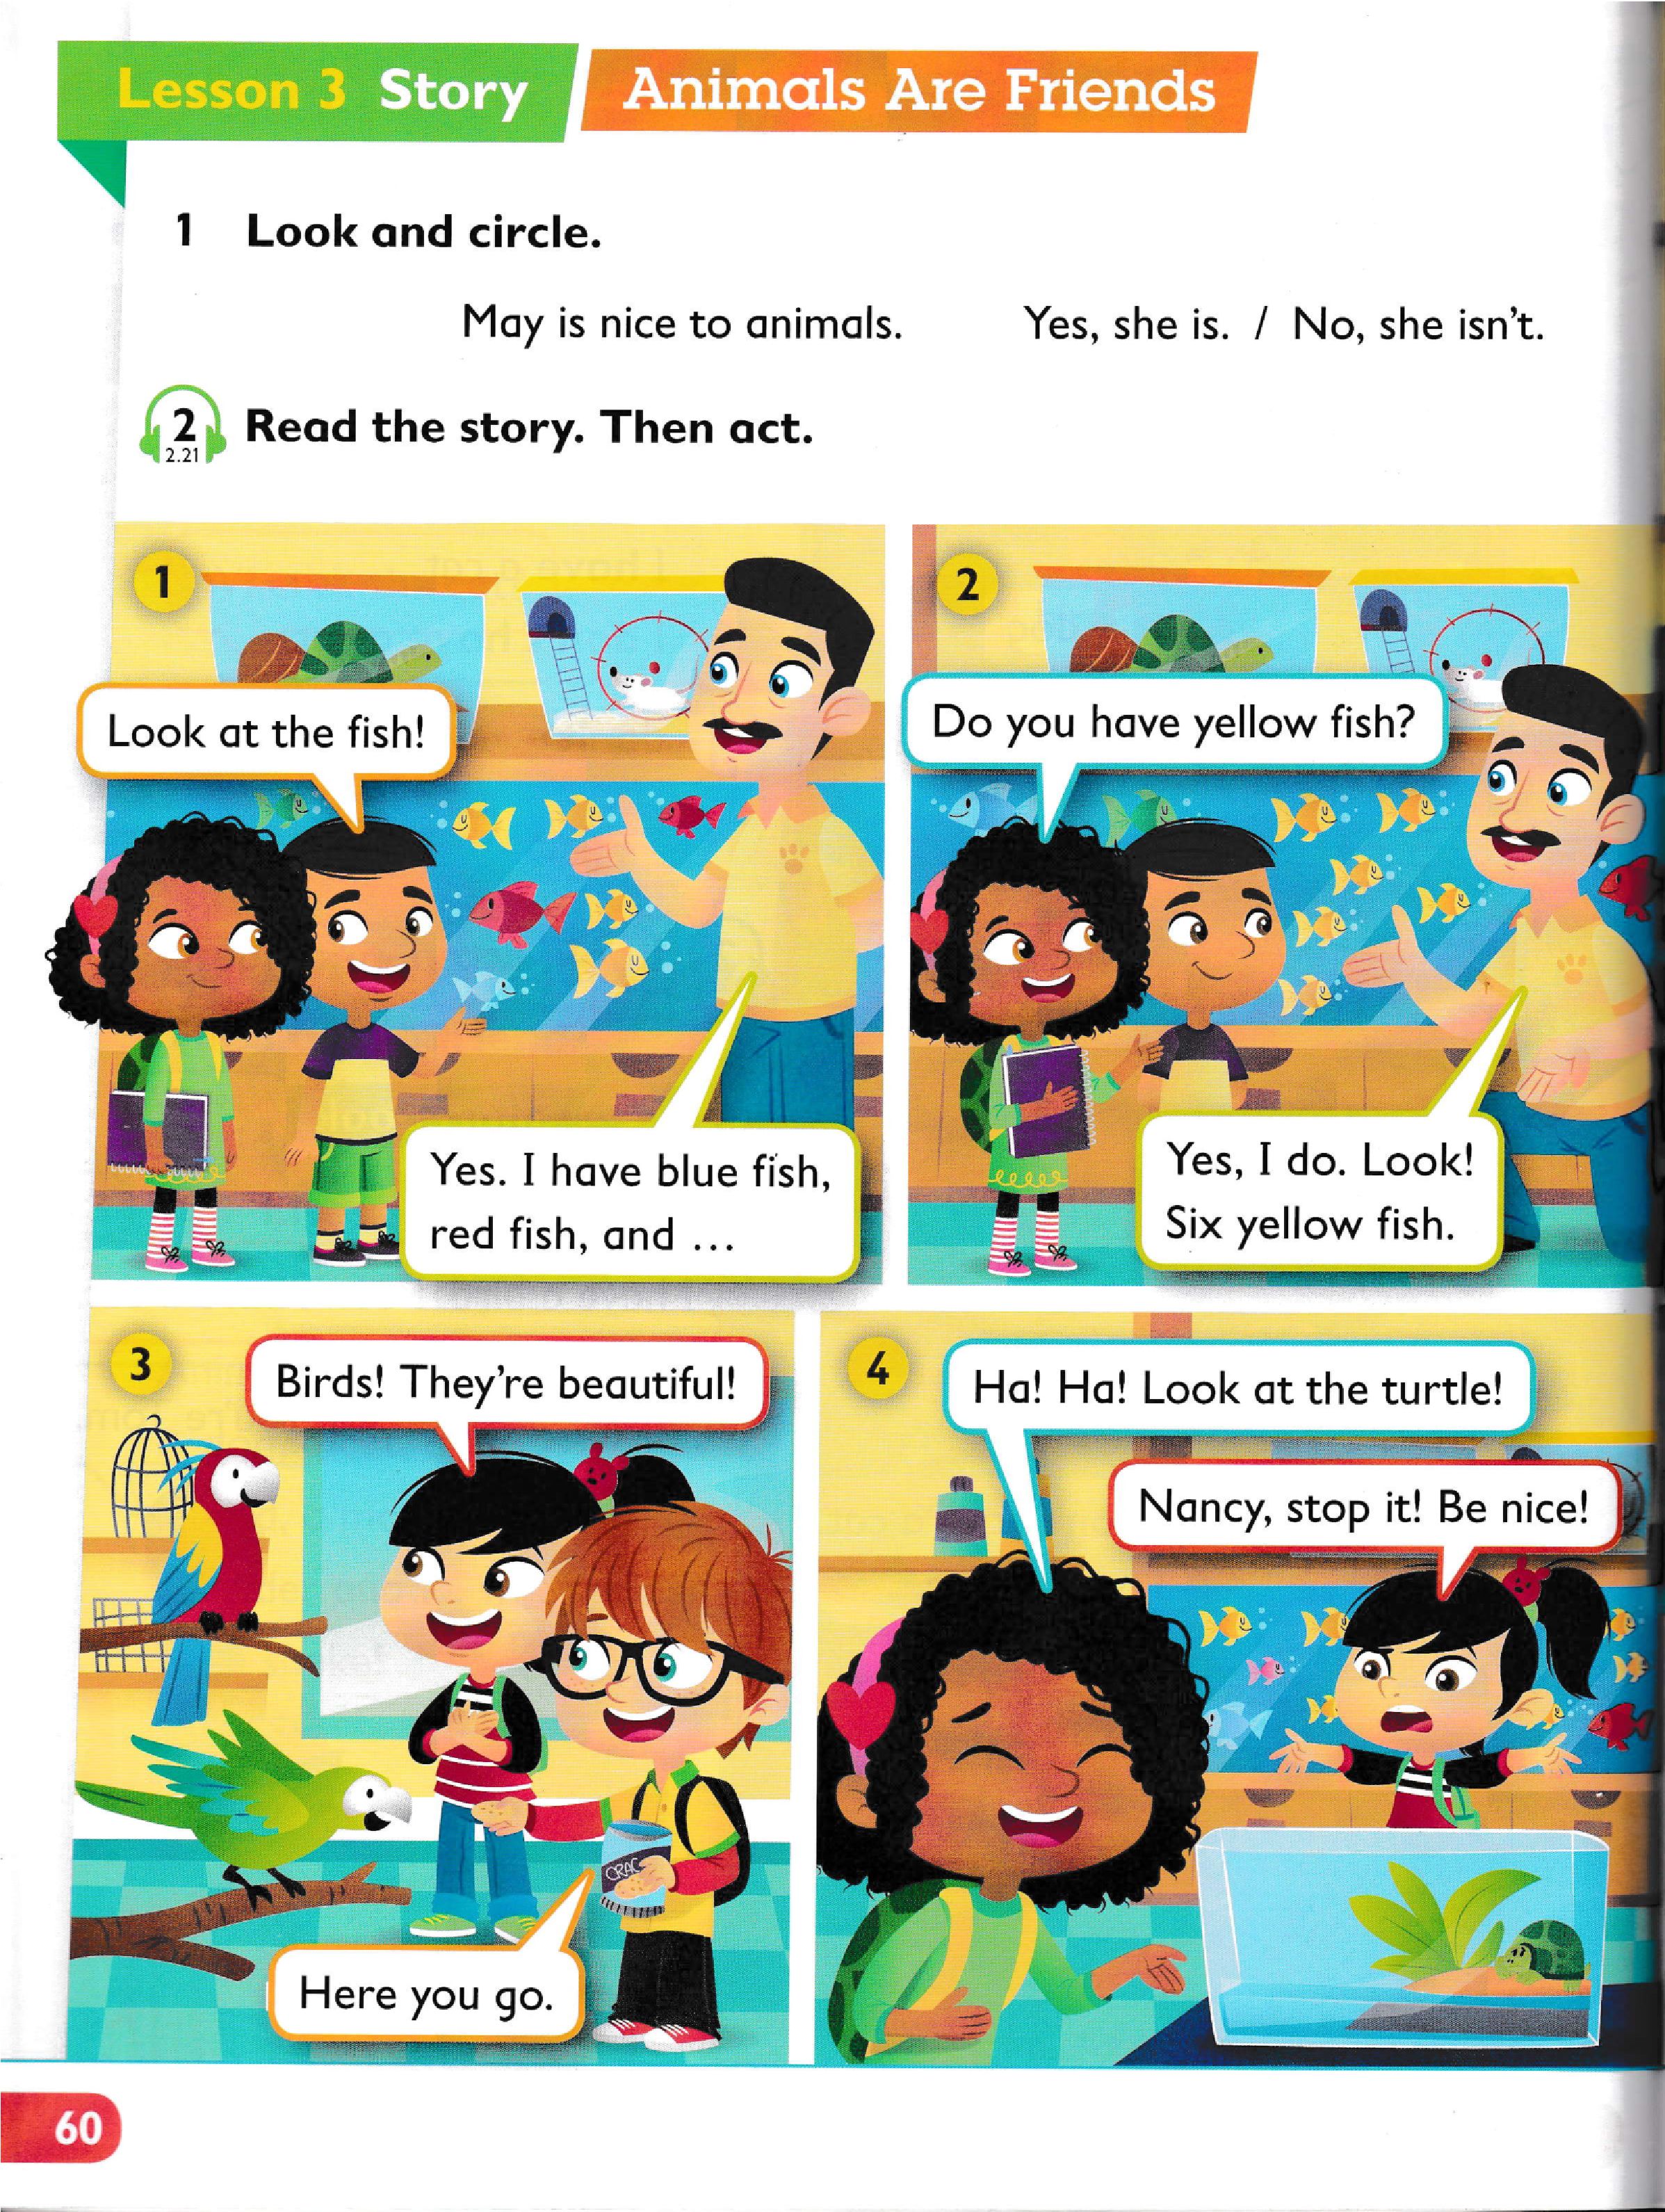 Lesson 3 Story Animals Are Friends
1 Look and circle.
May is nice to animals. Yes, she is. / No, she isn't.
2 Read the story. Then act.
2.21
1
Look at the fish!
Yes. I have blue fish,
red fish, and ...
2
Do you have yellow fish?
Yes, I do. Look!
Six yellow fish.
3
Birds! They're beautiful!
CRAC
Here you go.
4
Ha! Ha! Look at the turtle!
Nancy, stop it! Be nice!
60